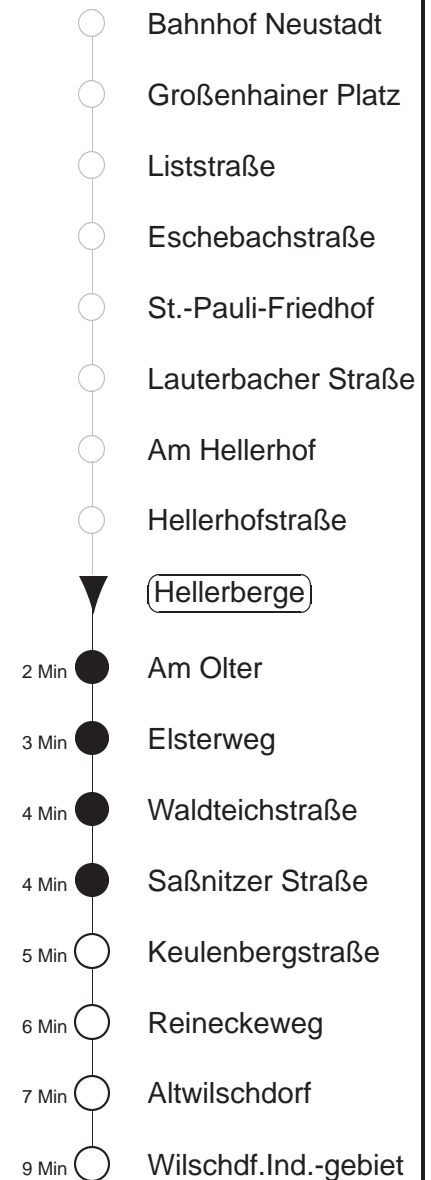 Bahnhof Neustadt
Großenhainer Platz
Liststraße
Eschebachstraße
St.-Pauli-Friedhof
Lauterbacher Straße
Am Hellerhof
Hellerhofstraße
Hellerberge
2 Min Am Olter
3 Min Elsterweg
4 Min Waldteichstraße
4 Min Saßnitzer Straße
5 Min Keulenbergstraße
6 Min Reineckeweg
7 Min Altwilschdorf
9 Min Wilschdf.Ind.-gebiet